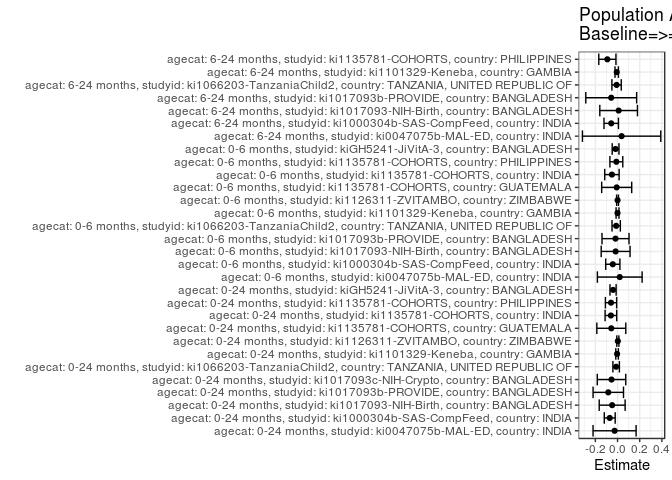 Population A
Baseline=>=
agecat: 6-24 months, studyid: ki1135781-COHORTS, country: PHILIPPINES
agecat: 6-24 months, studyid: ki1101329-Keneba, country: GAMBIA
agecat: 6-24 months, studyid: ki1066203-TanzaniaChild2, country: TANZANIA, UNITED REPUBLIC OF
agecat: 6-24 months, studyid: ki1017093b-PROVIDE, country: BANGLADESH
agecat: 6-24 months, studyid: ki1017093-NIH-Birth, country: BANGLADESH
agecat: 6-24 months, studyid: ki1000304b-SAS-CompFeed, country: INDIA
agecat: 6-24 months, studyid: ki0047075b-MAL-ED, country: INDIA
agecat: 0-6 months, studyid: kiGH5241-JiVitA-3, country: BANGLADESH
agecat: 0-6 months, studyid: ki1135781-COHORTS, country: PHILIPPINES
agecat: 0-6 months, studyid: ki1135781-COHORTS, country: INDIA
agecat: 0-6 months, studyid: ki1135781-COHORTS, country: GUATEMALA
agecat: 0-6 months, studyid: ki1126311-ZVITAMBO, country: ZIMBABWE
agecat: 0-6 months, studyid: ki1101329-Keneba, country: GAMBIA
agecat: 0-6 months, studyid: ki1066203-TanzaniaChild2, country: TANZANIA, UNITED REPUBLIC OF
agecat: 0-6 months, studyid: ki1017093b-PROVIDE, country: BANGLADESH
agecat: 0-6 months, studyid: ki1017093-NIH-Birth, country: BANGLADESH
agecat: 0-6 months, studyid: ki1000304b-SAS-CompFeed, country: INDIA
agecat: 0-6 months, studyid: ki0047075b-MAL-ED, country: INDIA
agecat: 0-24 months, studyid: kiGH5241-JiVitA-3, country: BANGLADESH
agecat: 0-24 months, studyid: ki1135781-COHORTS, country: PHILIPPINES
agecat: 0-24 months, studyid: ki1135781-COHORTS, country: INDIA
agecat: 0-24 months, studyid: ki1135781-COHORTS, country: GUATEMALA
agecat: 0-24 months, studyid: ki1126311-ZVITAMBO, country: ZIMBABWE
agecat: 0-24 months, studyid: ki1101329-Keneba, country: GAMBIA
agecat: 0-24 months, studyid: ki1066203-TanzaniaChild2, country: TANZANIA, UNITED REPUBLIC OF
agecat: 0-24 months, studyid: ki1017093c-NIH-Crypto, country: BANGLADESH
agecat: 0-24 months, studyid: ki1017093b-PROVIDE, country: BANGLADESH
agecat: 0-24 months, studyid: ki1017093-NIH-Birth, country: BANGLADESH
agecat: 0-24 months, studyid: ki1000304b-SAS-CompFeed, country: INDIA
agecat: 0-24 months, studyid: ki0047075b-MAL-ED, country: INDIA
-0.2 0.0 0.2 0.4
Estimate